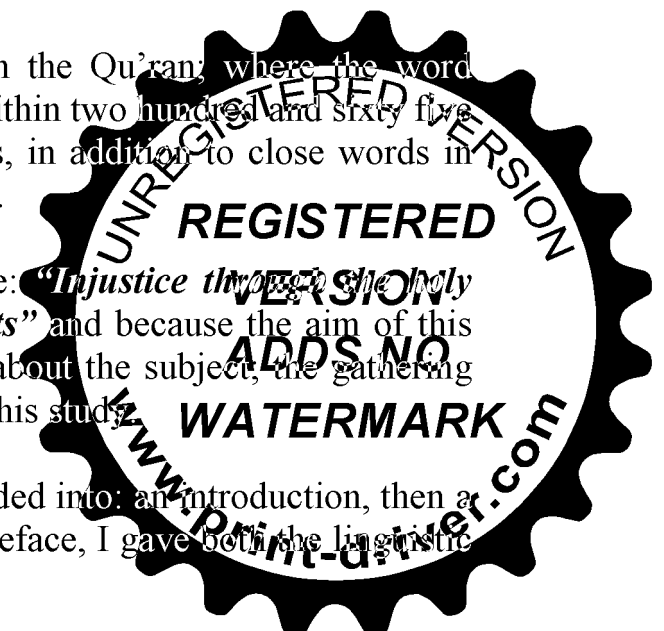 n the Qu’ran; where the word
ithin two hundred and sixty five
s, in addition to close words in
e: “Injustice through the holy
ts” and because the aim of this
about the subject, the gathering
his study.
ded into: an introduction, then a
eface, I gave both the linguistic
UNREGISTERED VERSION
REGISTERED
VERSION
ADDS NO
WATERMARK
www.print-driver.com